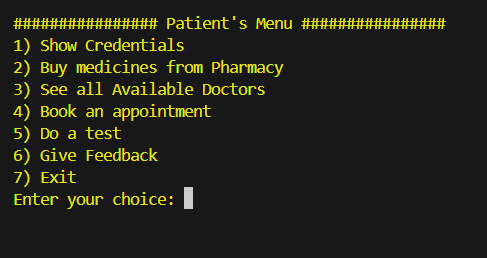 ################ Patient's Menu ################
1) Show Credentials
2) Buy medicines from Pharmacy
3) See all Available Doctors
4) Book an appointment
5) Do a test
6) Give Feedback
7) Exit
Enter your choice: